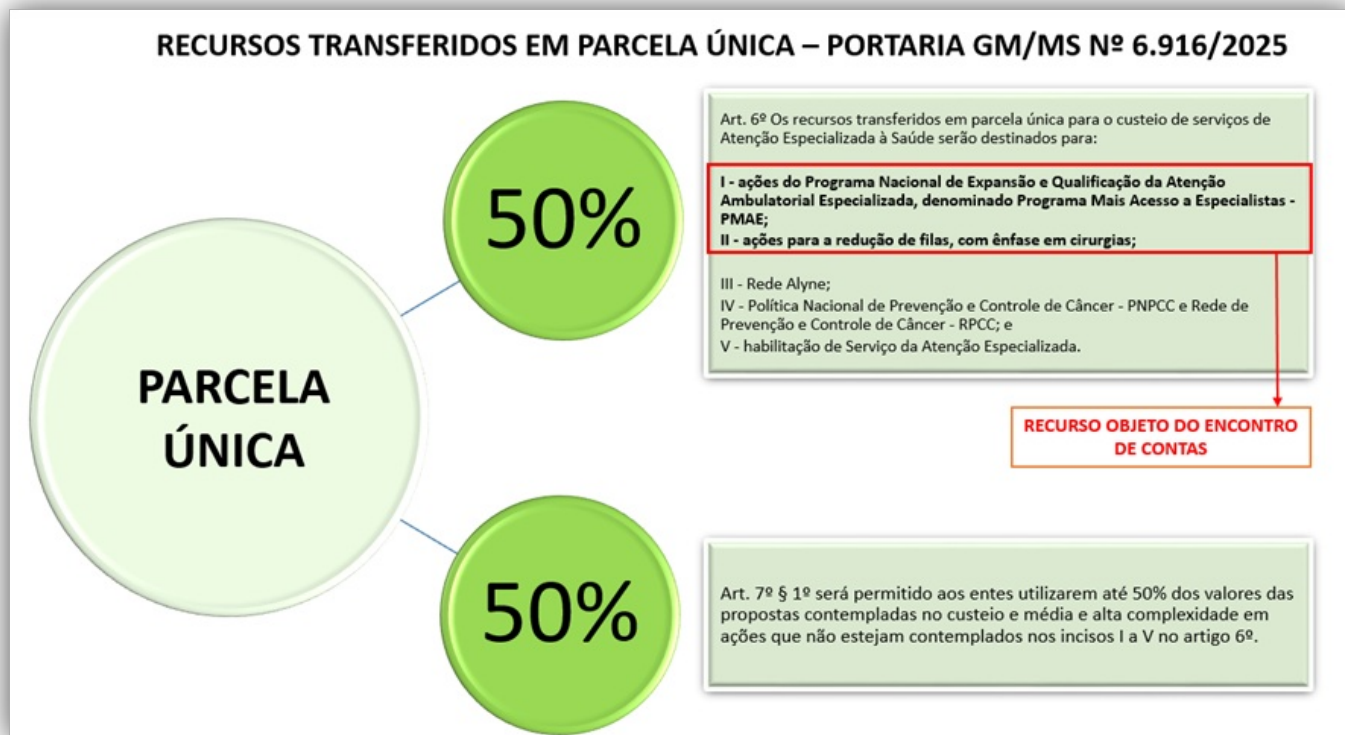 RECURSOS TRANSFERIDOS EM PARCELA ÚNICA – PORTARIA GM/MS Nº 6.916/2025
PARCELA
ÚNICA
50%
Art. 6º Os recursos transferidos em parcela única para o custeio de serviços de
Atenção Especializada à Saúde serão destinados para:
I - ações do Programa Nacional de Expansão e Qualificação da Atenção
Ambulatorial Especializada, denominado Programa Mais Acesso a Especialistas -
PMAE;
II - ações para a redução de filas, com ênfase em cirurgias;
III - Rede Alyne;
IV - Política Nacional de Prevenção e Controle de Câncer - PNPCC e Rede de
Prevenção e Controle de Câncer - RPCC; e
V - habilitação de Serviço da Atenção Especializada.
RECURSO OBJETO DO ENCONTRO
DE CONTAS
50%
Art. 7º § 1º será permitido aos entes utilizarem até 50% dos valores das
propostas contempladas no custeio e média e alta complexidade em
ações que não estejam contemplados nos incisos I a V no artigo 6º.